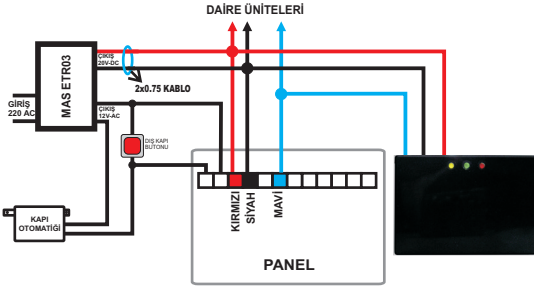 DAİRE ÜNİTELERİ
MAS ETR03
ÇIKIŞ
20V-DC
2x0.75 KABLO
GİRİŞ
220 AC
ÇIKIŞ
12V-AC
DIŞ KAPI
BUTONU
KIRMIZI
SİYAH
MAVİ
KAPI
OTOMATİĞİ
PANEL